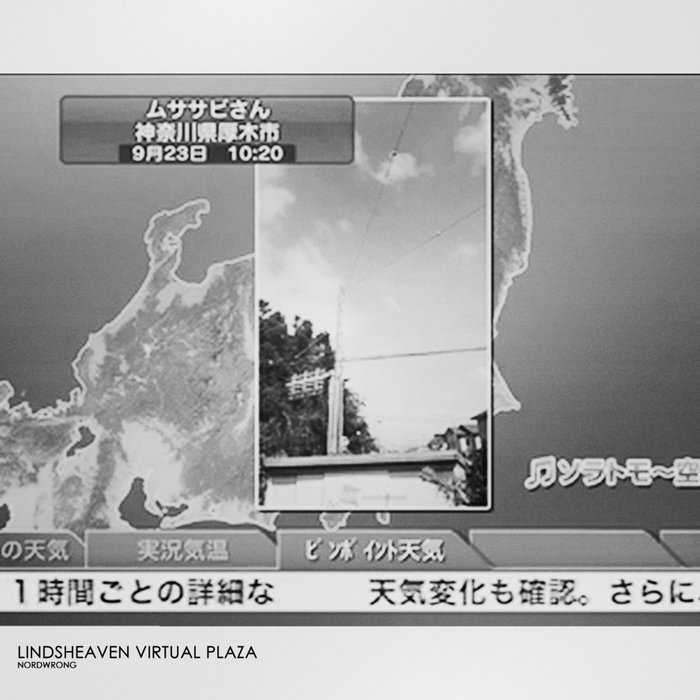 ムササビさん
神奈川県厚木市
9月23日 10:20
♫ソラトモ～空
の天気 実況気温 ピンポイント天気
1時間ごとの詳細な 天気変化も確認。さらに、
LINDSHEAVEN VIRTUAL PLAZA
NORDWRONG